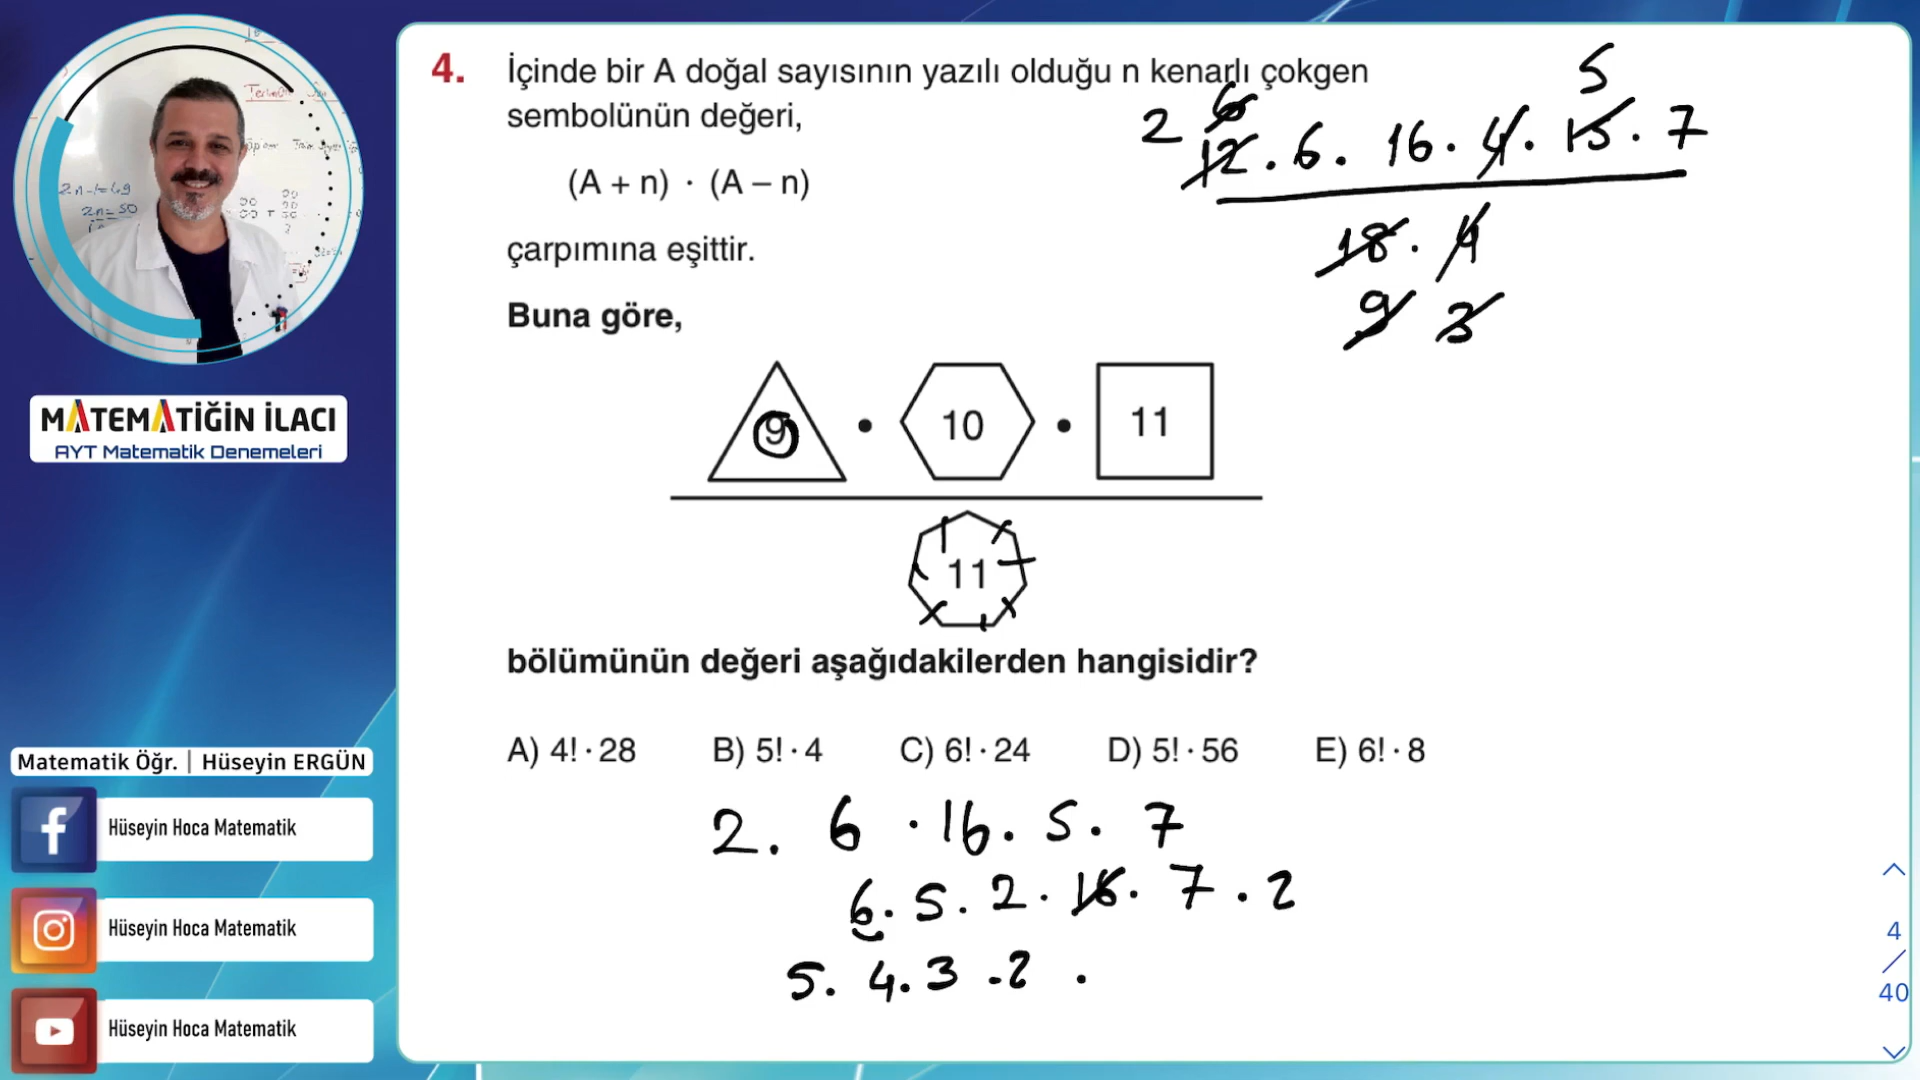 4. İçinde bir A doğal sayısının yazılı olduğu n kenarlı çokgen
sembolünün değeri,
(A + n) · (A – n)
çarpımına eşittir.
Buna göre,
9 • 10 • 11
11
bölümünün değeri aşağıdakilerden hangisidir?
A) 4! · 28 B) 5! · 4 C) 6! · 24 D) 5! · 56 E) 6! · 8
2. 6 · 16. 5. 7
6. 5. 2. 16. 7 . 2
5. 4. 3 . 2 .
5
2 6
12 . 6. 16. 4. 15. 7
18. 4
9 2
2n-1=49
2n=50
MATEMATİĞİN İLACI
AYT Matematik Denemeleri
Matematik Öğr. | Hüseyin ERGÜN
Hüseyin Hoca Matematik
Hüseyin Hoca Matematik
Hüseyin Hoca Matematik
4
/
40